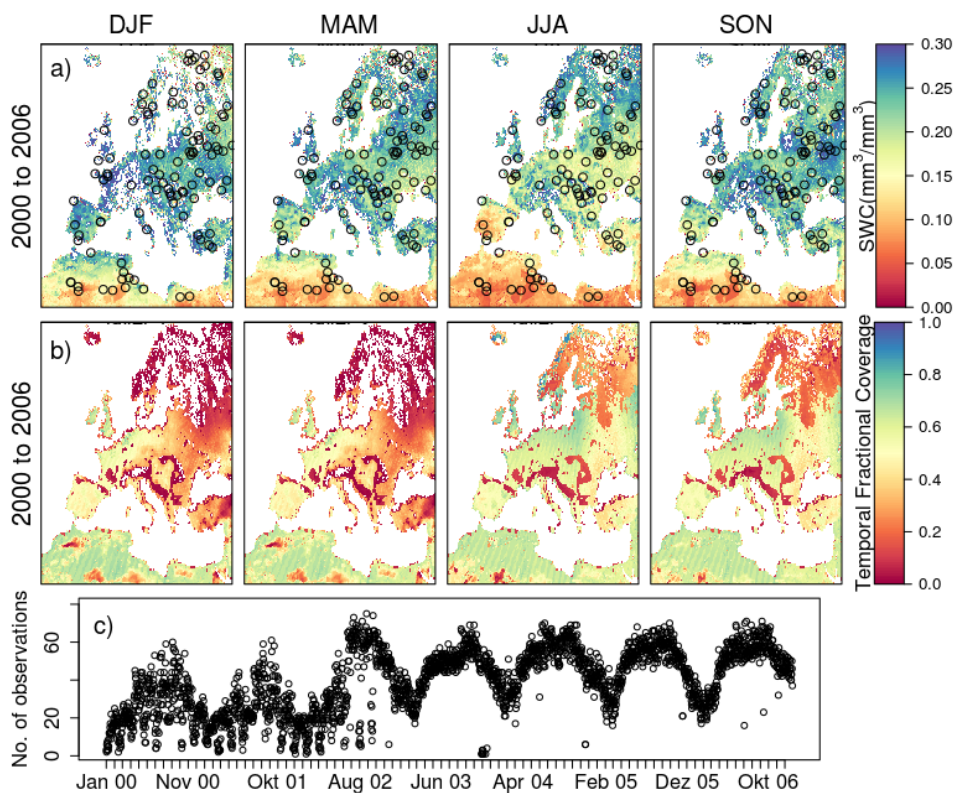 DJF MAM JJA SON
a)
2000 to 2006
0.30
0.25
0.20
0.15
0.10
0.05
0.00
SWC(mm³/mm³)
b)
2000 to 2006
1.0
0.8
0.6
0.4
0.2
0.0
Temporal Fractional Coverage
c)
No. of observations
60
20
0
Jan 00 Nov 00 Okt 01 Aug 02 Jun 03 Apr 04 Feb 05 Dez 05 Okt 06